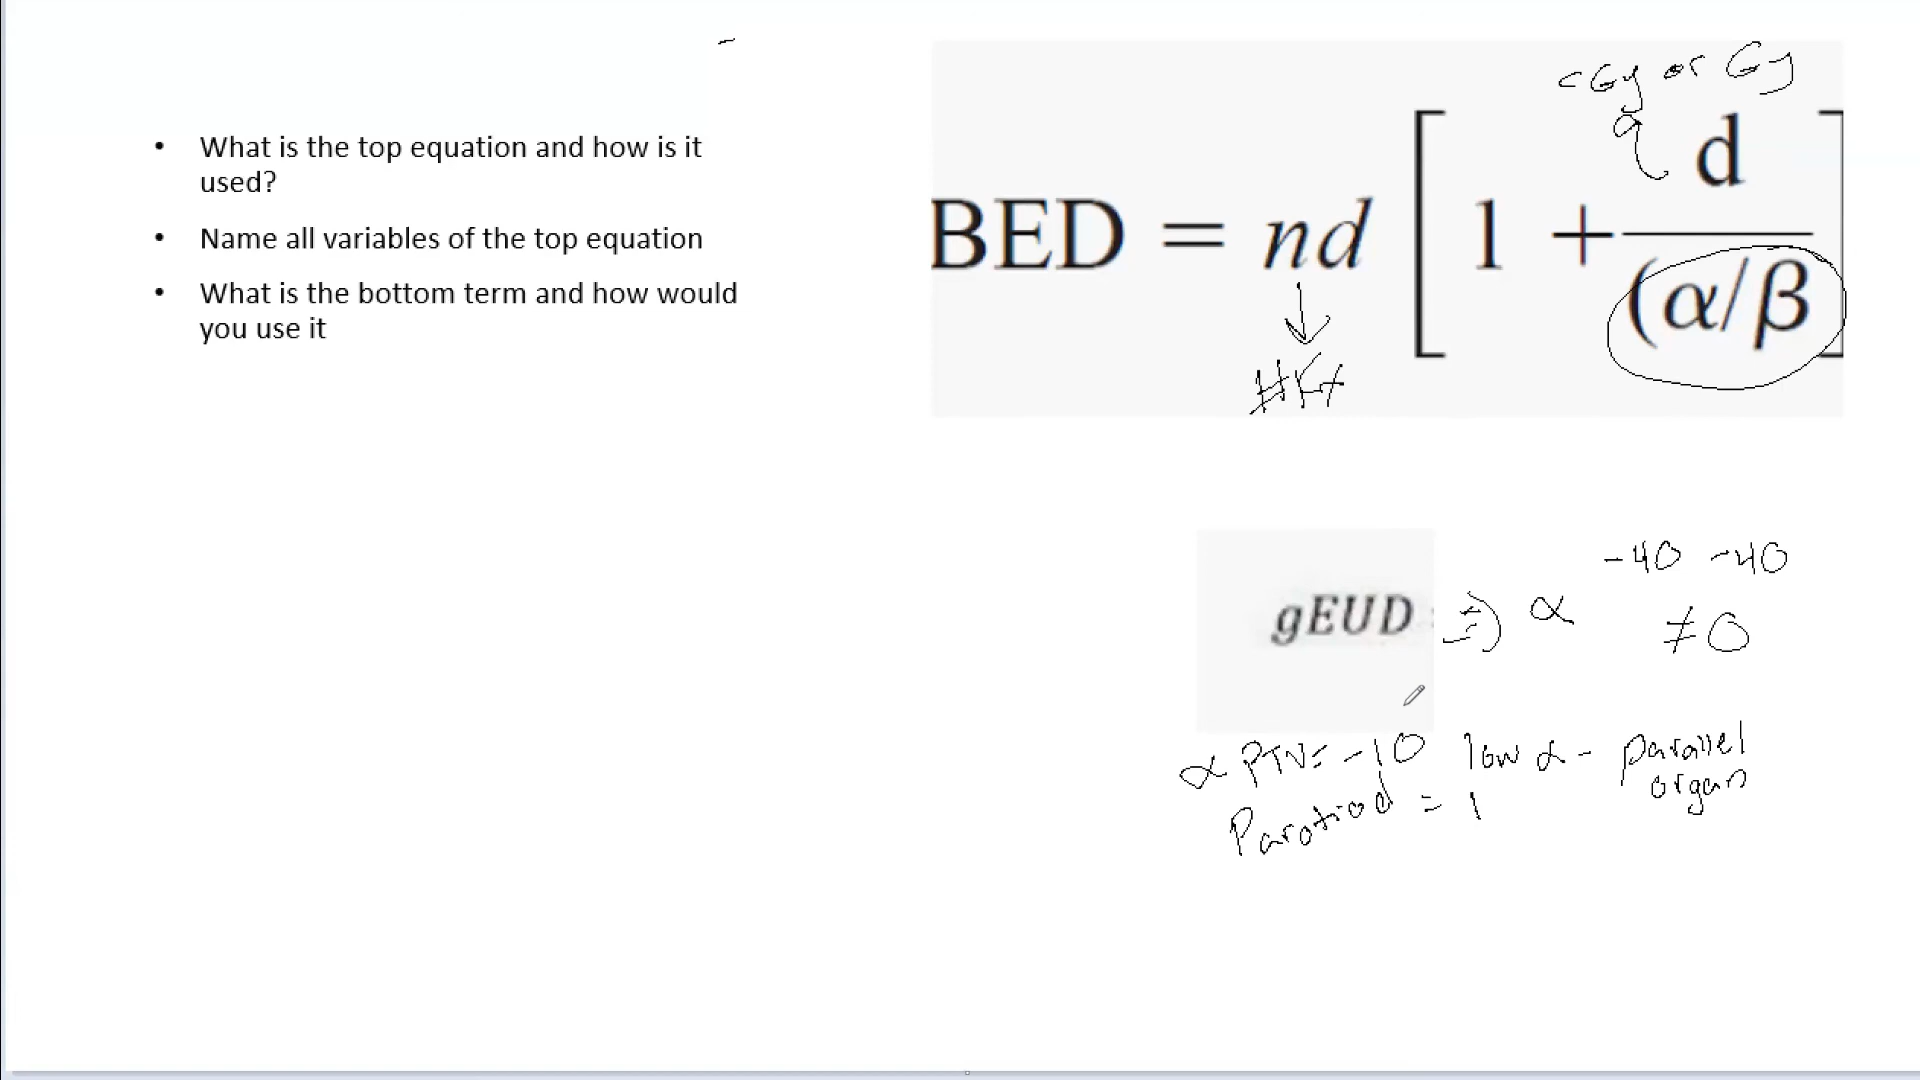 • What is the top equation and how is it
used?
• Name all variables of the top equation
• What is the bottom term and how would
you use it
cGy or Gy
BED = nd [ 1 + d
(α/β ]
gEUD
α
-40 -40
≠ 0
α PTV = -10
low α - parallel
organ
Parotiod = 1